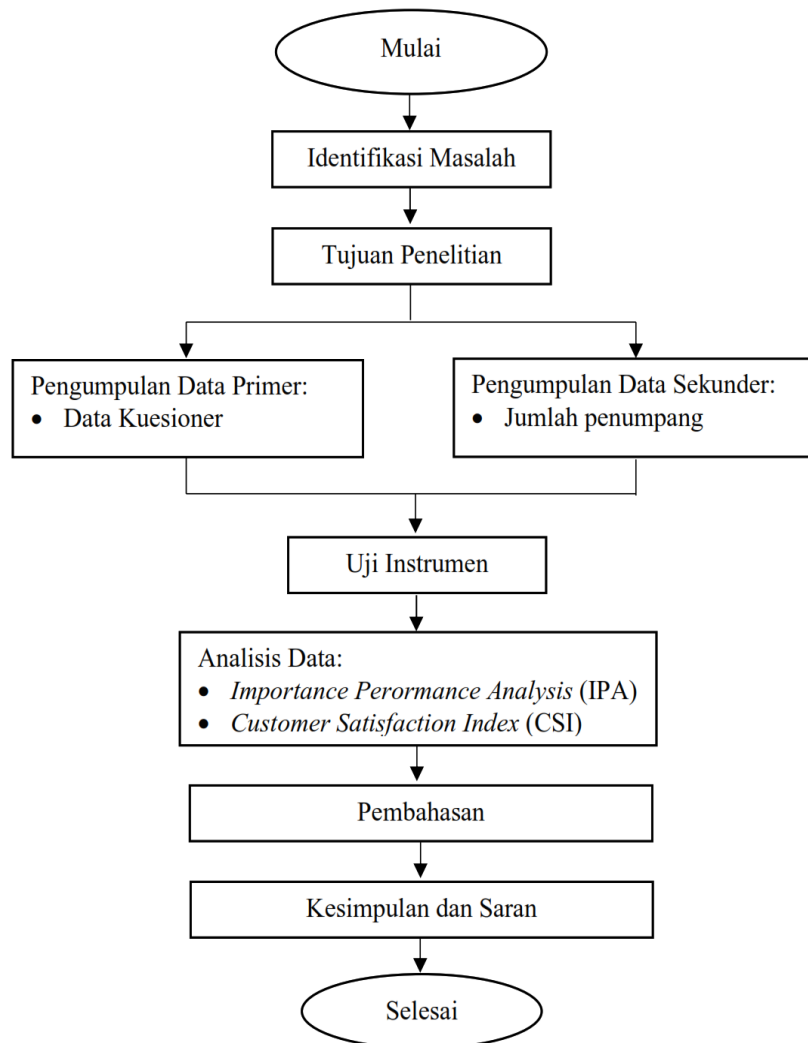 Mulai
Identifikasi Masalah
Tujuan Penelitian
Pengumpulan Data Primer:
• Data Kuesioner
Pengumpulan Data Sekunder:
• Jumlah penumpang
Uji Instrumen
Analisis Data:
• Importance Perormance Analysis (IPA)
• Customer Satisfaction Index (CSI)
Pembahasan
Kesimpulan dan Saran
Selesai